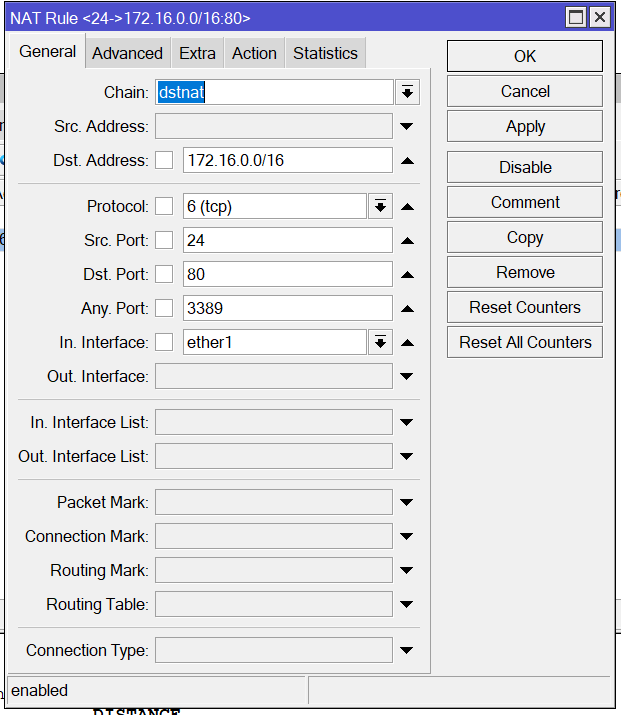 NAT Rule <24->172.16.0.0/16:80>
General Advanced Extra Action Statistics
Chain: dstnat
Src. Address:
Dst. Address: 172.16.0.0/16
Protocol: 6 (tcp)
Src. Port: 24
Dst. Port: 80
Any. Port: 3389
In. Interface: ether1
Out. Interface:
In. Interface List:
Out. Interface List:
Packet Mark:
Connection Mark:
Routing Mark:
Routing Table:
Connection Type:
OK
Cancel
Apply
Disable
Comment
Copy
Remove
Reset Counters
Reset All Counters
enabled
DISTANCE